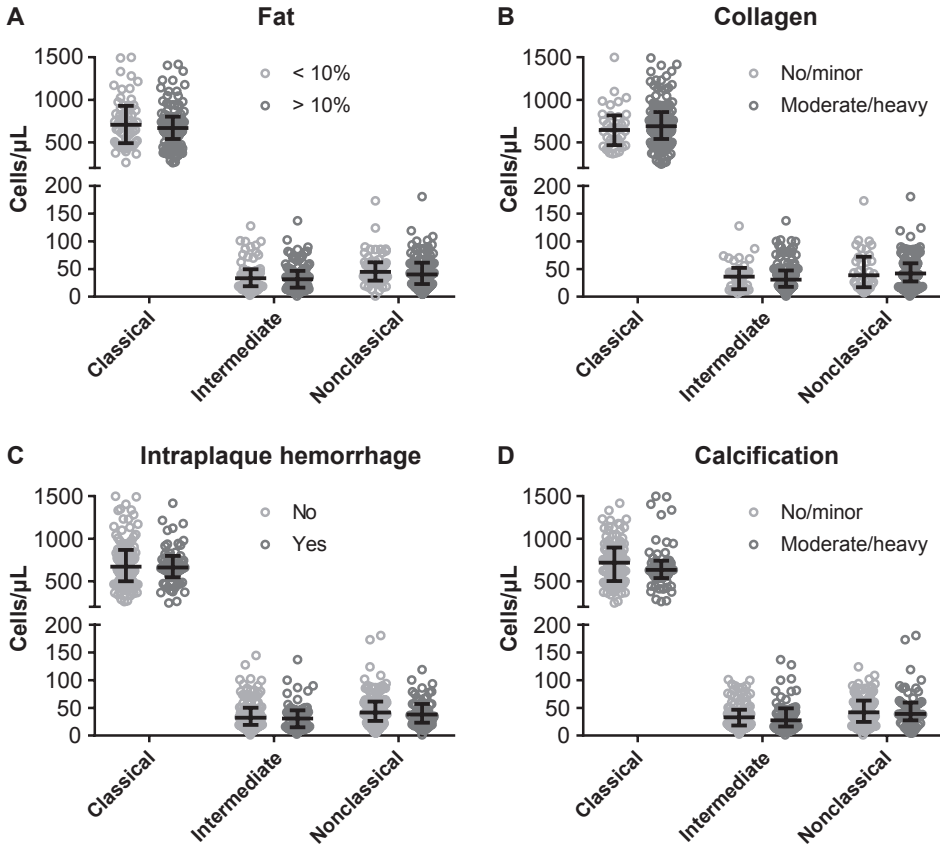 A
Fat
1500
1000
500
200
150
100
50
0
Cells/µL
< 10%
> 10%
Classical
Intermediate
Nonclassical
B
Collagen
1500
1000
500
200
150
100
50
0
Cells/µL
No/minor
Moderate/heavy
Classical
Intermediate
Nonclassical
C
Intraplaque hemorrhage
1500
1000
500
200
150
100
50
0
Cells/µL
No
Yes
Classical
Intermediate
Nonclassical
D
Calcification
1500
1000
500
200
150
100
50
0
Cells/µL
No/minor
Moderate/heavy
Classical
Intermediate
Nonclassical